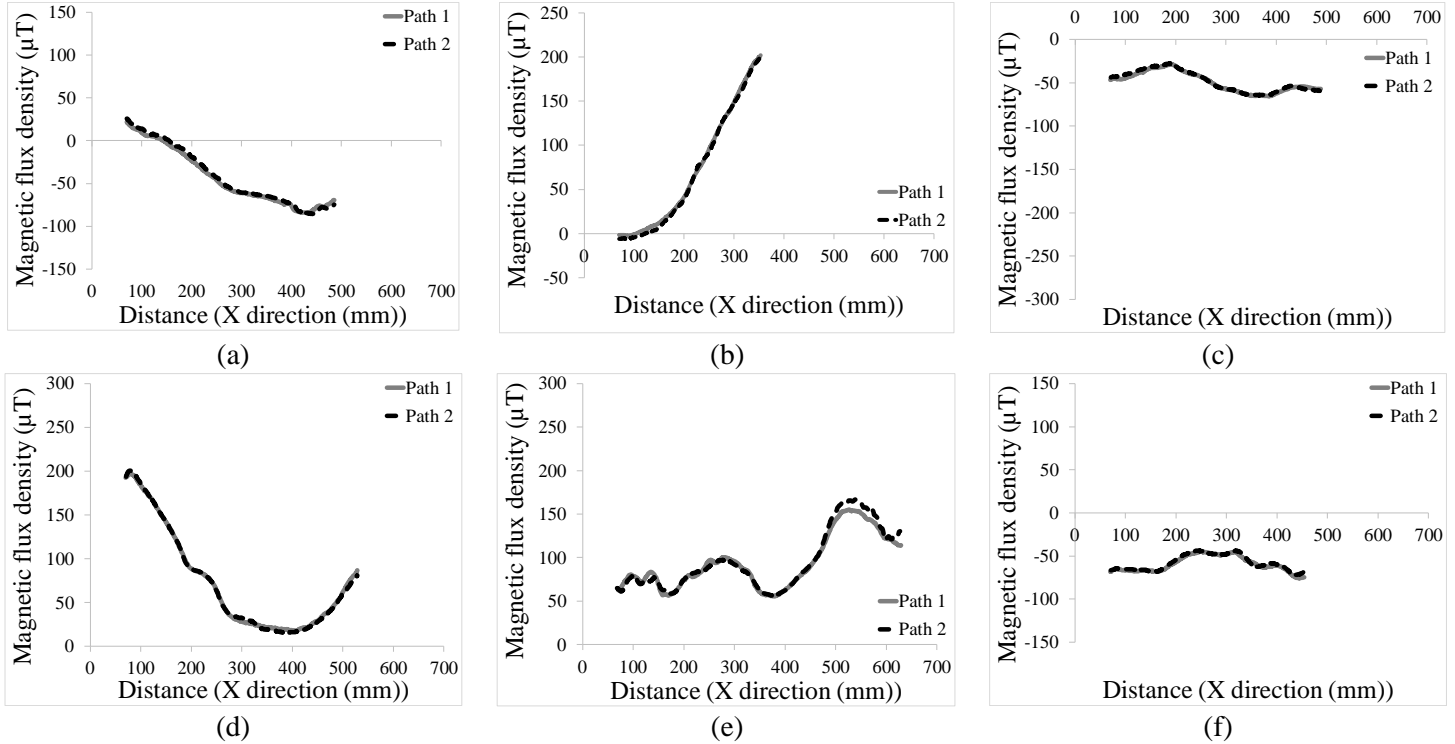 Magnetic flux density (µT)
150
100
50
0
-50
-100
-150
0 100 200 300 400 500 600 700
Path 1
Path 2
Distance (X direction (mm))
(a)
Magnetic flux density (µT)
250
200
150
100
50
0
-50
0 100 200 300 400 500 600 700
Path 1
Path 2
Distance (X direction (mm))
(b)
0 100 200 300 400 500 600 700
Magnetic flux density (µT)
0
-50
-100
-150
-200
-250
-300
Path 1
Path 2
Distance (X direction (mm))
(c)
Magnetic flux density (µT)
300
250
200
150
100
50
0
0 100 200 300 400 500 600 700
Path 1
Path 2
Distance (X direction (mm))
(d)
Magnetic flux density (µT)
300
250
200
150
100
50
0
0 100 200 300 400 500 600 700
Path 1
Path 2
Distance (X direction (mm))
(e)
Magnetic flux density (µT)
150
100
50
0
-50
-100
-150
0 100 200 300 400 500 600 700
Path 1
Path 2
Distance (X direction (mm))
(f)